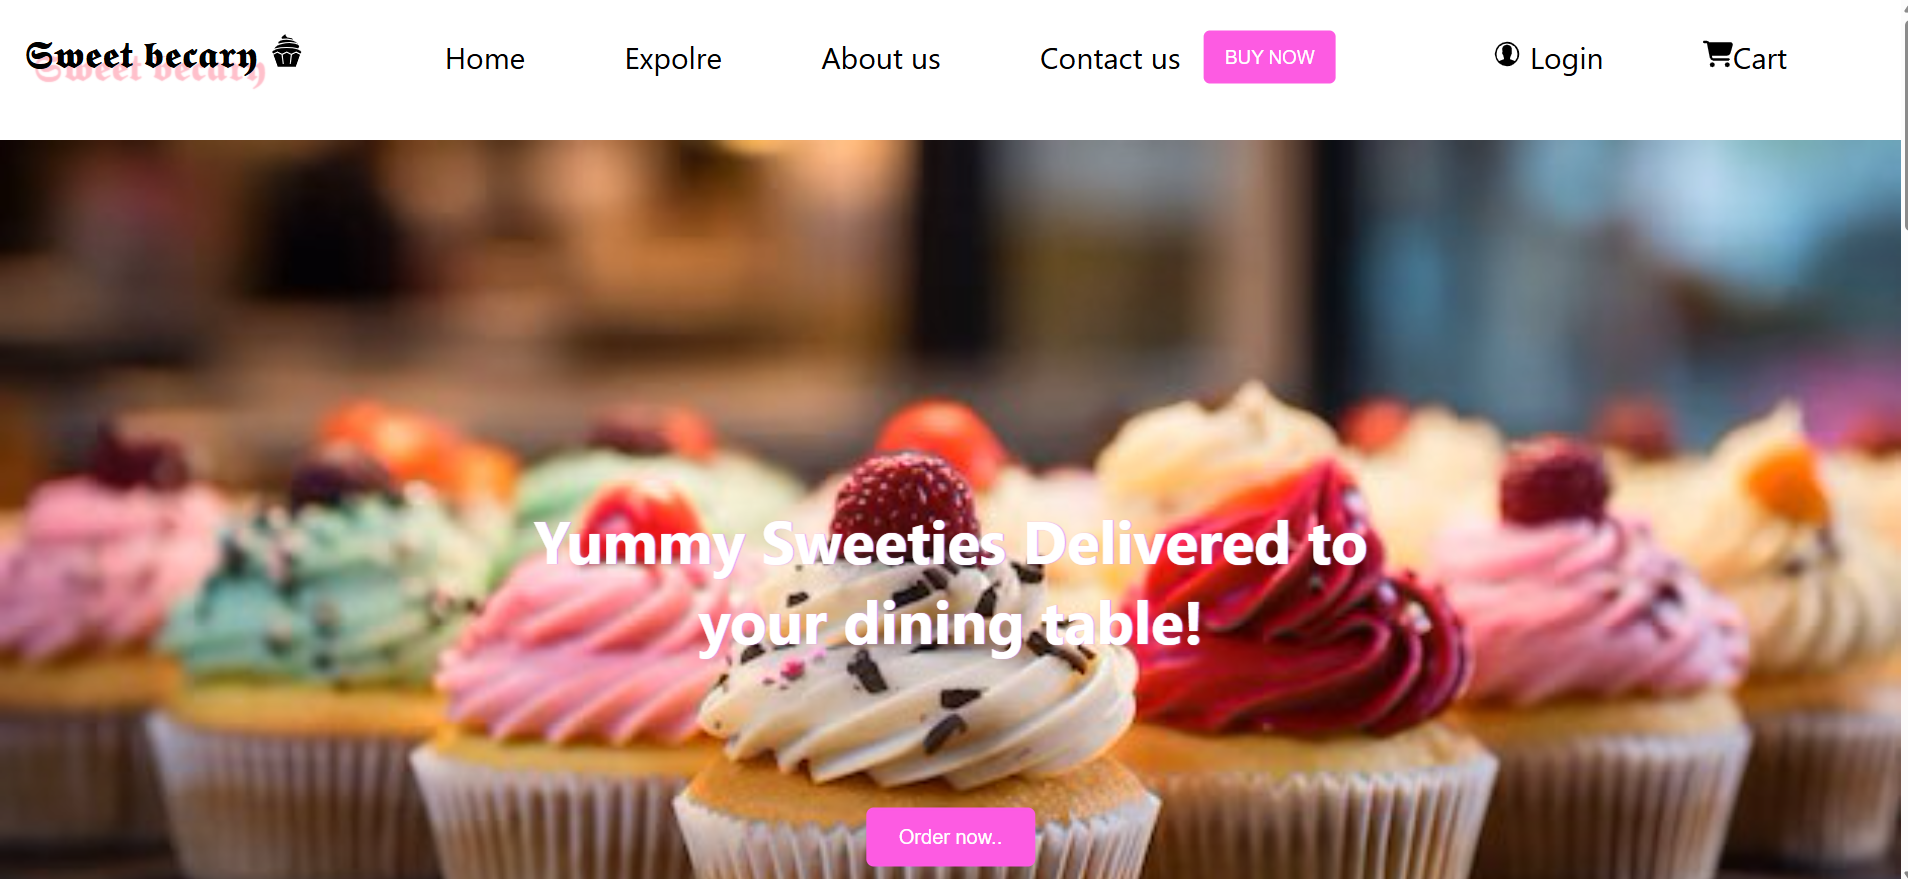 Sweet becary
Home
Expolre
About us
Contact us
BUY NOW
Login
Cart
Yummy Sweeties Delivered to
your dining table!
Order now..